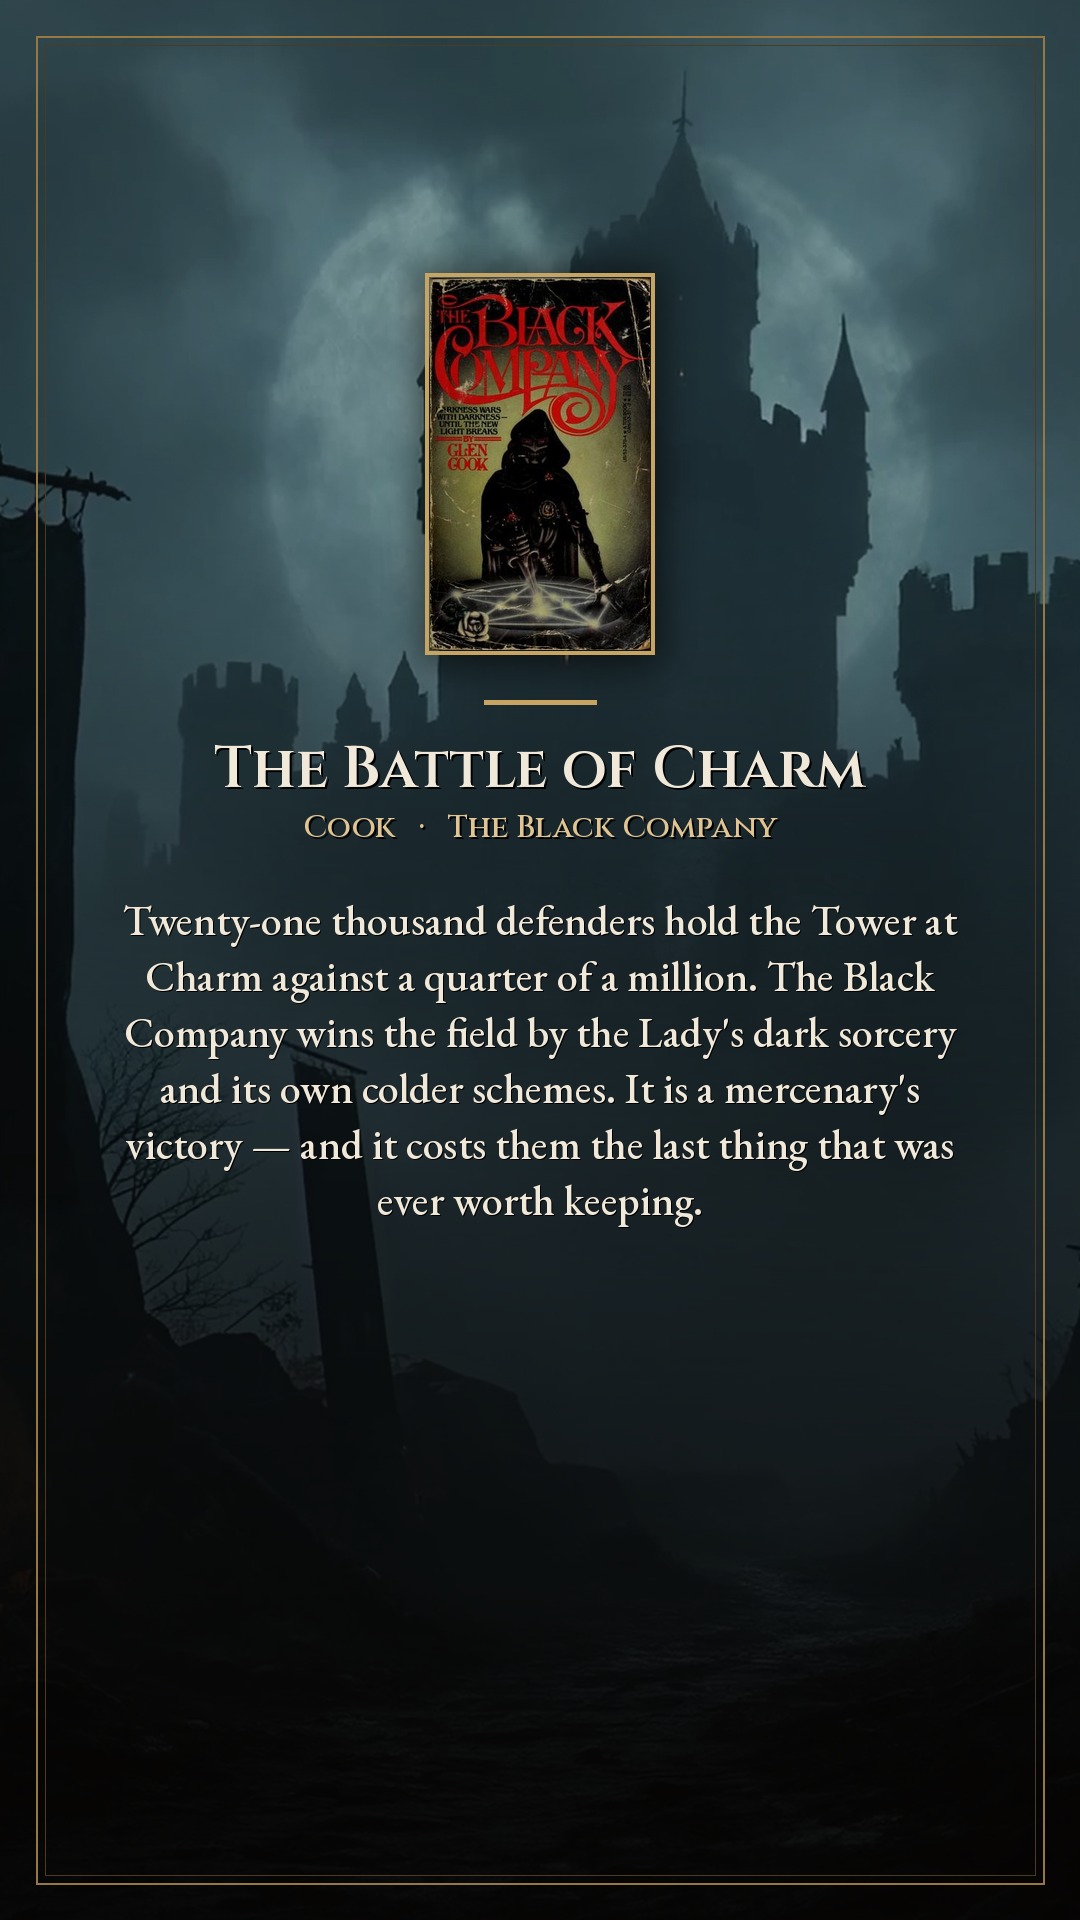 THE BLACK
COMPANY
DARKNESS WARS
WITH DARKNESS—
UNTIL THE NEW
LIGHT BREAKS
BY
GLEN
COOK
The Battle of Charm
Cook · The Black Company
Twenty-one thousand defenders hold the Tower at
Charm against a quarter of a million. The Black
Company wins the field by the Lady's dark sorcery
and its own colder schemes. It is a mercenary's
victory — and it costs them the last thing that was
ever worth keeping.